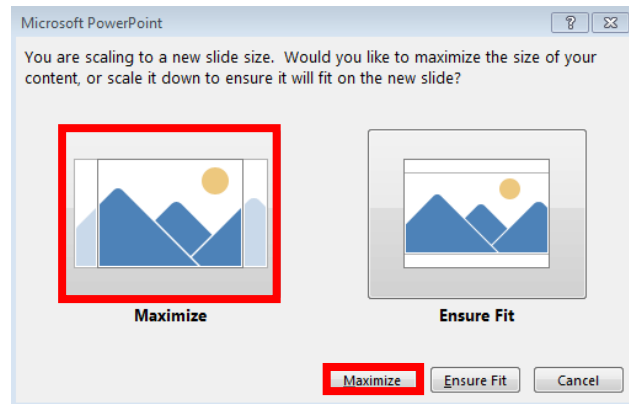 Microsoft PowerPoint
You are scaling to a new slide size. Would you like to maximize the size of your
content, or scale it down to ensure it will fit on the new slide?
Maximize
Ensure Fit
Maximize
Ensure Fit
Cancel